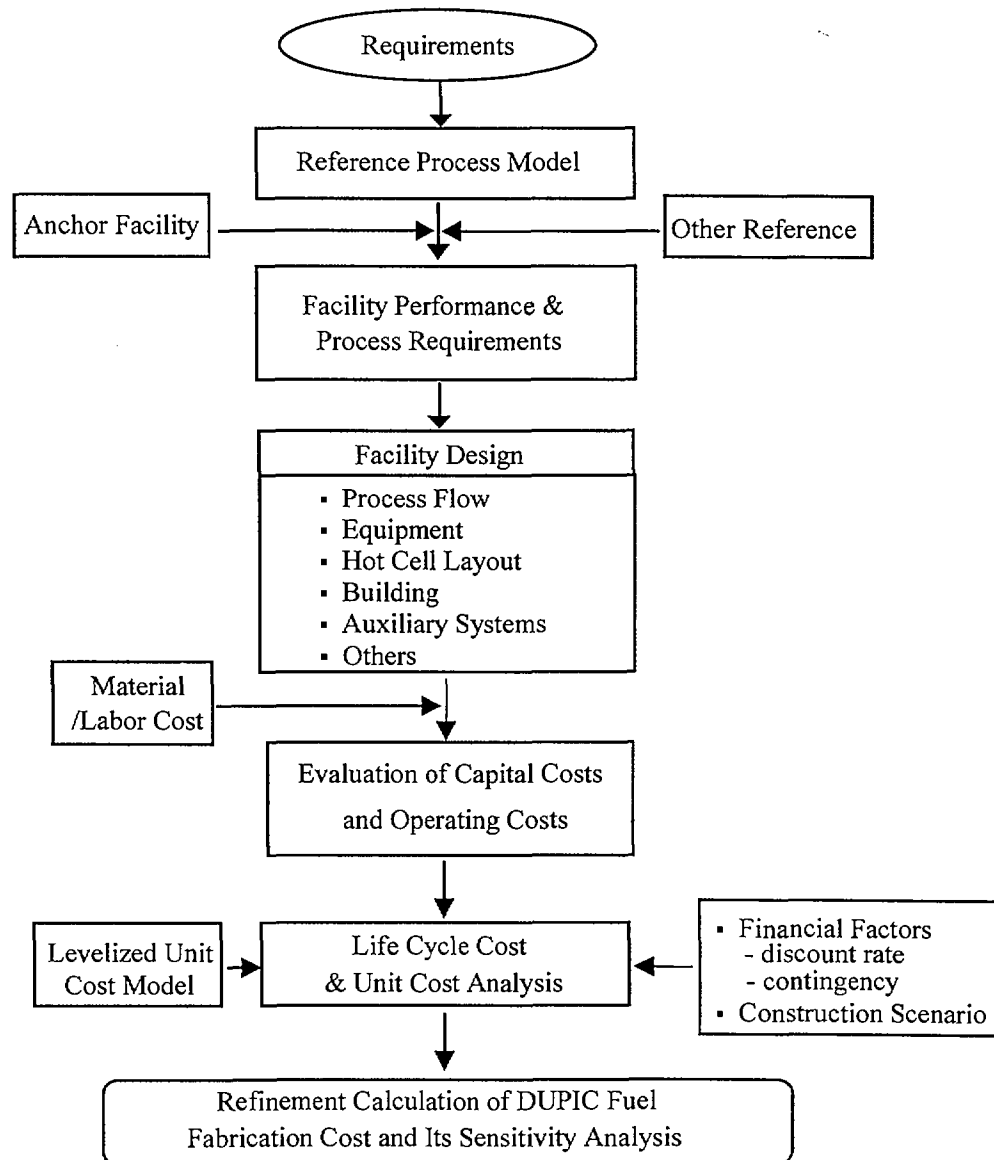 Requirements
Reference Process Model
Anchor Facility
Other Reference
Facility Performance &
Process Requirements
Facility Design
▪ Process Flow
▪ Equipment
▪ Hot Cell Layout
▪ Building
▪ Auxiliary Systems
▪ Others
Material
/Labor Cost
Evaluation of Capital Costs
and Operating Costs
Levelized Unit
Cost Model
Life Cycle Cost
& Unit Cost Analysis
▪ Financial Factors
- discount rate
- contingency
▪ Construction Scenario
Refinement Calculation of DUPIC Fuel
Fabrication Cost and Its Sensitivity Analysis